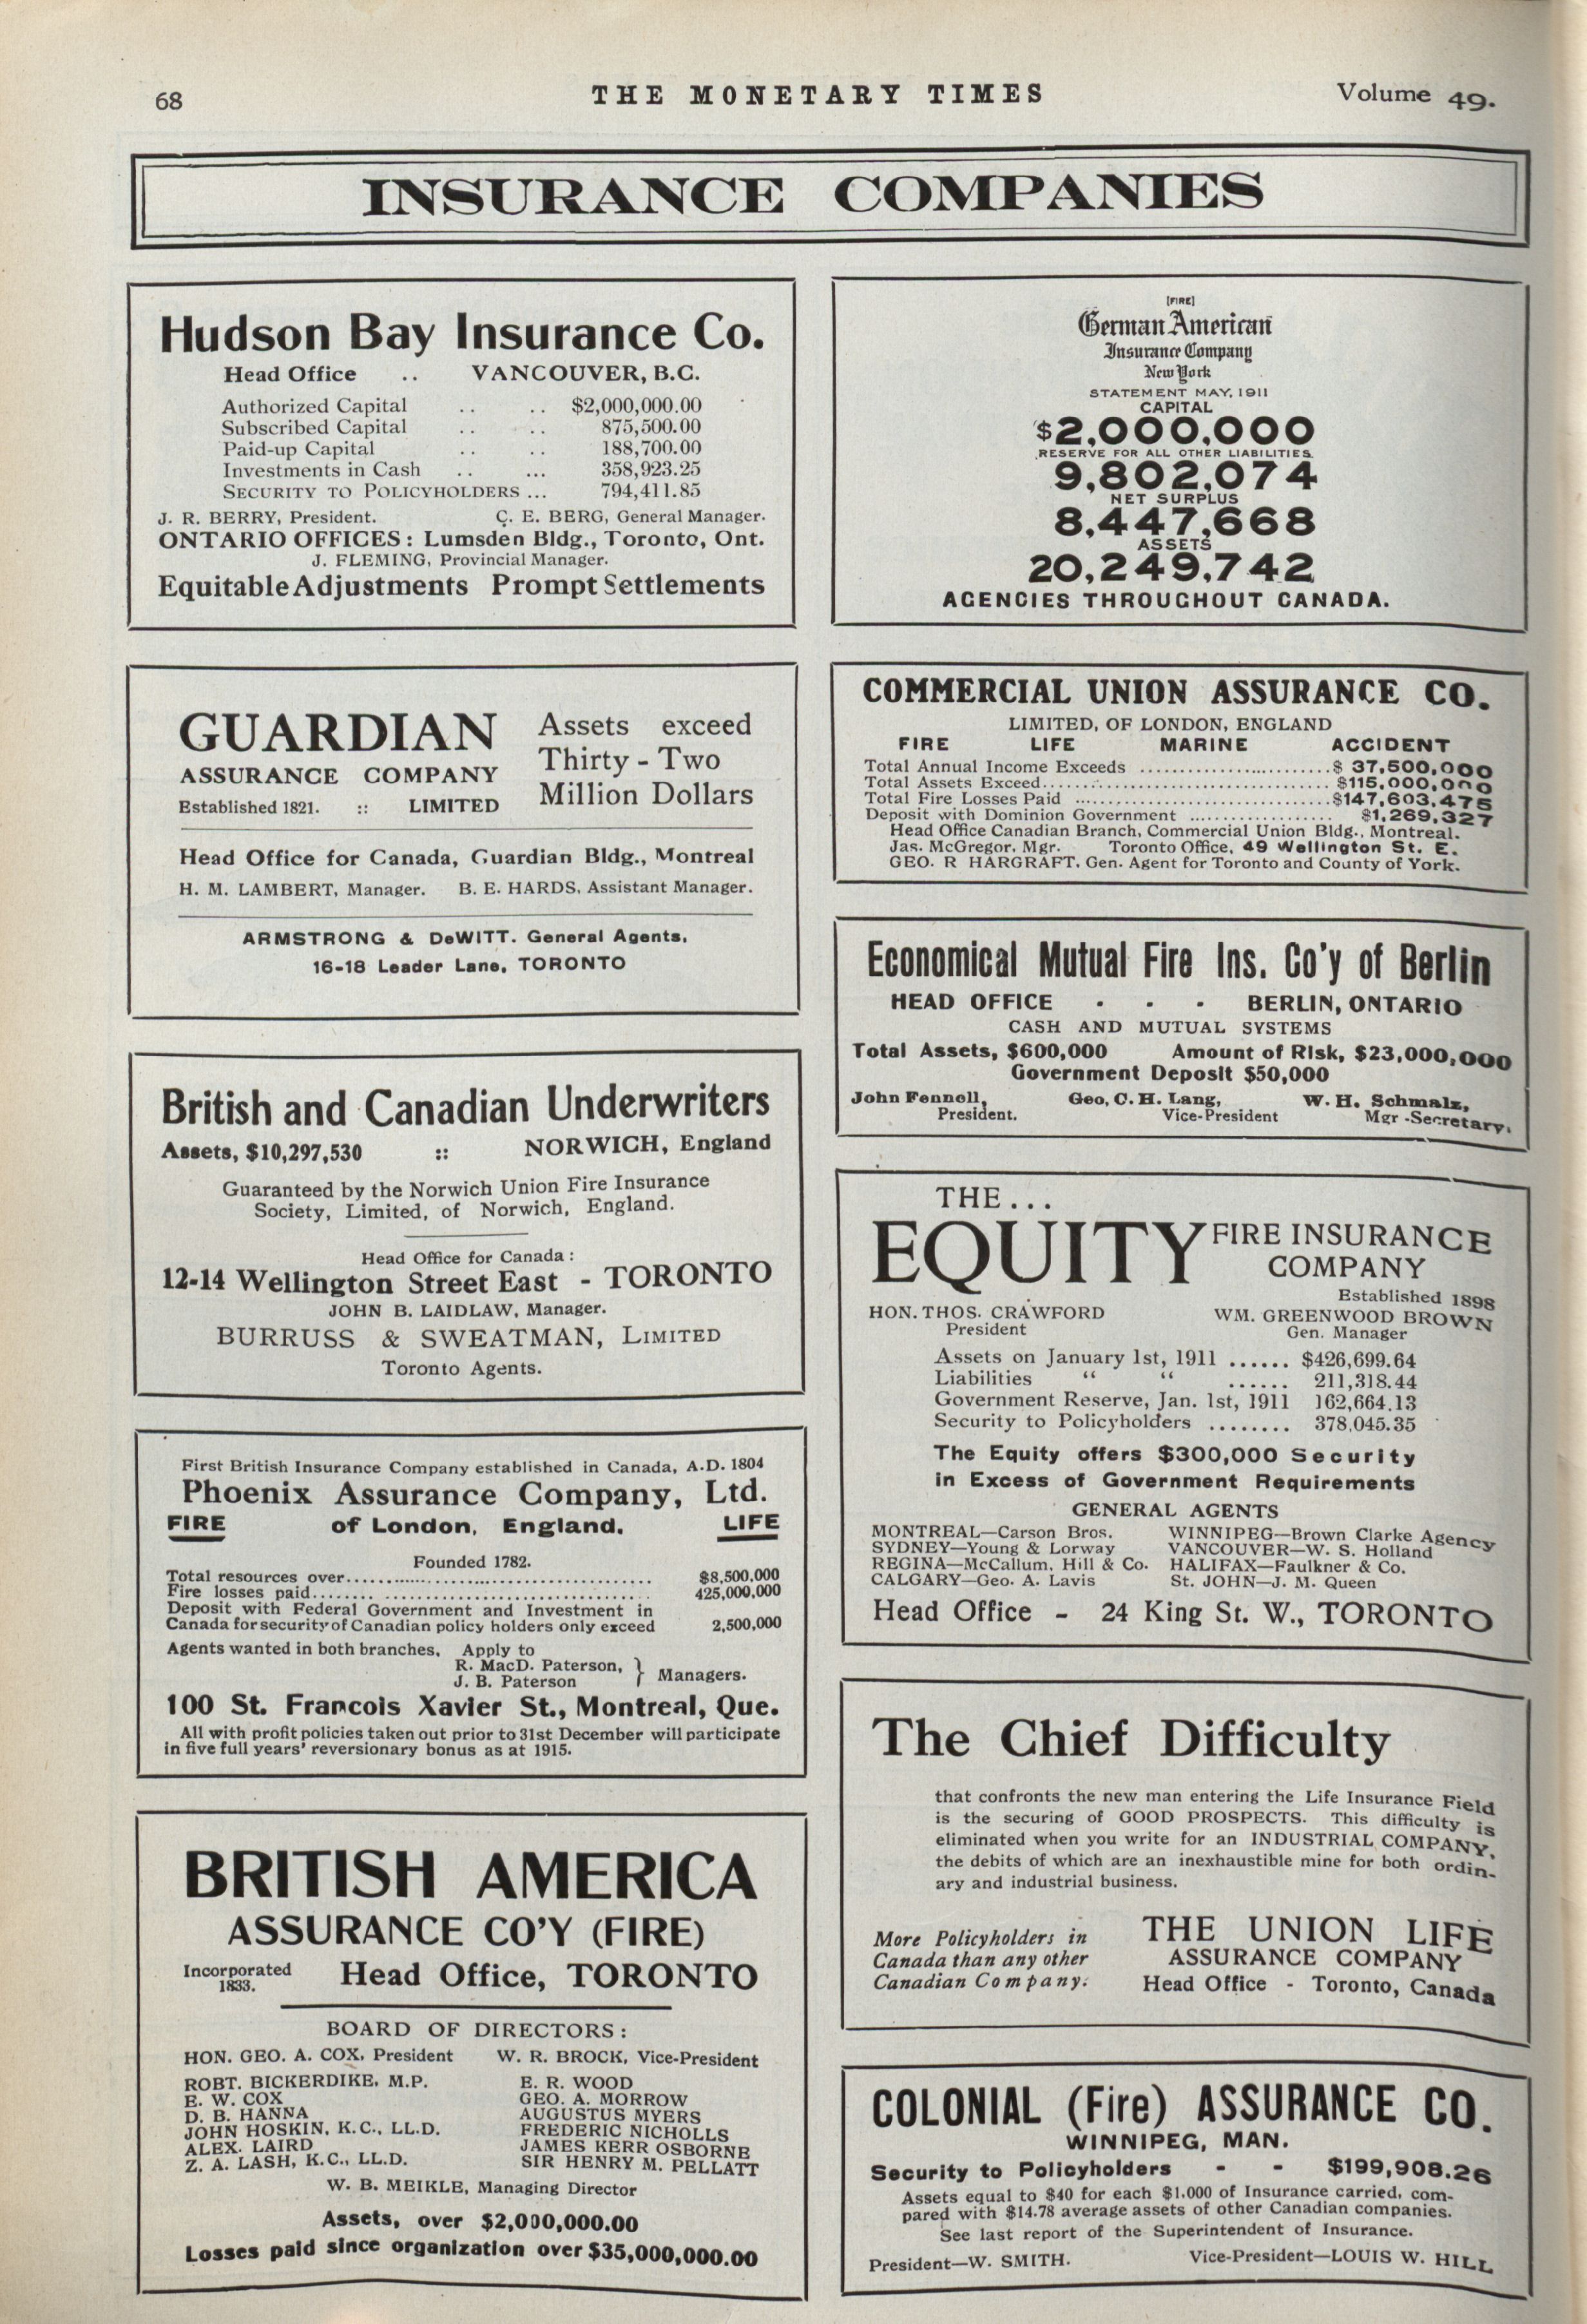 68
THE MONETARY TIMES
Volume 49.
INSURANCE COMPANIES
Hudson Bay Insurance Co.
Head Office .. VANCOUVER, B.C.
Authorized Capital .. .. $2,000,000.00
Subscribed Capital .. .. 875,500.00
Paid-up Capital .. .. 188,700.00
Investments in Cash .. ... 358,923.25
SECURITY TO POLICYHOLDERS ... 794,411.85
J. R. BERRY, President. C. E. BERG, General Manager.
ONTARIO OFFICES: Lumsden Bldg., Toronto, Ont.
J. FLEMING, Provincial Manager.
Equitable Adjustments Prompt Settlements
GUARDIAN
ASSURANCE COMPANY
Established 1821. :: LIMITED
Assets exceed
Thirty-Two
Million Dollars
Head Office for Canada, Guardian Bldg., Montreal
H. M. LAMBERT, Manager. B. E. HARDS, Assistant Manager.
ARMSTRONG & DeWITT. General Agents,
16-18 Leader Lane, TORONTO
British and Canadian Underwriters
Assets, $10,297,530 :: NORWICH, England
Guaranteed by the Norwich Union Fire Insurance
Society, Limited, of Norwich, England.
Head Office for Canada:
12-14 Wellington Street East - TORONTO
JOHN B. LAIDLAW, Manager.
BURRUSS & SWEATMAN, LIMITED
Toronto Agents.
First British Insurance Company established in Canada, A.D. 1804
Phoenix Assurance Company, Ltd.
FIRE of London, England. LIFE
Founded 1782.
Total resources over........................................ $8,500,000
Fire losses paid........................................ 425,000,000
Deposit with Federal Government and Investment in
Canada for security of Canadian policy holders only exceed 2,500,000
Agents wanted in both branches. Apply to
R. MacD. Paterson, } Managers.
J. B. Paterson
100 St. Francois Xavier St., Montreal, Que.
All with profit policies taken out prior to 31st December will participate
in five full years' reversionary bonus as at 1915.
BRITISH AMERICA
ASSURANCE CO'Y (FIRE)
Incorporated
1833.
Head Office, TORONTO
BOARD OF DIRECTORS:
HON. GEO. A. COX, President W. R. BROCK, Vice-President
ROBT. BICKERDIKE, M.P. E. R. WOOD
E. W. COX GEO. A. MORROW
D. B. HANNA AUGUSTUS MYERS
JOHN HOSKIN, K.C., LL.D. FREDERIC NICHOLLS
ALEX. LAIRD JAMES KERR OSBORNE
Z. A. LASH, K.C., LL.D. SIR HENRY M. PELLATT
W. B. MEIKLE, Managing Director
Assets, over $2,000,000.00
Losses paid since organization over $35,000,000.00
[FIRE]
German American
Insurance Company
New York
STATEMENT MAY, 1911
CAPITAL
$2,000,000
RESERVE FOR ALL OTHER LIABILITIES
9,802,074
NET SURPLUS
8,447,668
ASSETS
20,249,742
AGENCIES THROUGHOUT CANADA.
COMMERCIAL UNION ASSURANCE CO.
LIMITED, OF LONDON, ENGLAND
FIRE LIFE MARINE ACCIDENT
Total Annual Income Exceeds ........................$ 37,500,000
Total Assets Exceed........................................ $115,000,000
Total Fire Losses Paid ....................................$147,603,475
Deposit with Dominion Government .................. $1,269,327
Head Office Canadian Branch, Commercial Union Bldg., Montreal.
Jas. McGregor, Mgr. Toronto Office, 49 Wellington St. E.
GEO. R HARGRAFT, Gen. Agent for Toronto and County of York.
Economical Mutual Fire Ins. Co'y of Berlin
HEAD OFFICE - - - BERLIN, ONTARIO
CASH AND MUTUAL SYSTEMS
Total Assets, $600,000 Amount of Risk, $23,000,000
Government Deposit $50,000
John Fennell, Geo. C. H. Lang, W. H. Schmalz,
President. Vice-President Mgr -Secretary.
THE...
EQUITY FIRE INSURANCE
COMPANY
Established 1898
HON. THOS. CRAWFORD WM. GREENWOOD BROWN
President Gen. Manager
Assets on January 1st, 1911 ...... $426,699.64
Liabilities " " ...... 211,318.44
Government Reserve, Jan. 1st, 1911 162,664.13
Security to Policyholders ........ 378,045.35
The Equity offers $300,000 Security
in Excess of Government Requirements
GENERAL AGENTS
MONTREAL—Carson Bros. WINNIPEG—Brown Clarke Agency
SYDNEY—Young & Lorway VANCOUVER—W. S. Holland
REGINA—McCallum, Hill & Co. HALIFAX—Faulkner & Co.
CALGARY—Geo. A. Lavis St. JOHN—J. M. Queen
Head Office - 24 King St. W., TORONTO
The Chief Difficulty
that confronts the new man entering the Life Insurance Field
is the securing of GOOD PROSPECTS. This difficulty is
eliminated when you write for an INDUSTRIAL COMPANY,
the debits of which are an inexhaustible mine for both ordin-
ary and industrial business.
More Policyholders in
Canada than any other
Canadian Company.
THE UNION LIFE
ASSURANCE COMPANY
Head Office - Toronto, Canada
COLONIAL (Fire) ASSURANCE CO.
WINNIPEG, MAN.
Security to Policyholders - - $199,908.26
Assets equal to $40 for each $1.000 of Insurance carried, com-
pared with $14.78 average assets of other Canadian companies.
See last report of the Superintendent of Insurance.
President—W. SMITH. Vice-President—LOUIS W. HILL